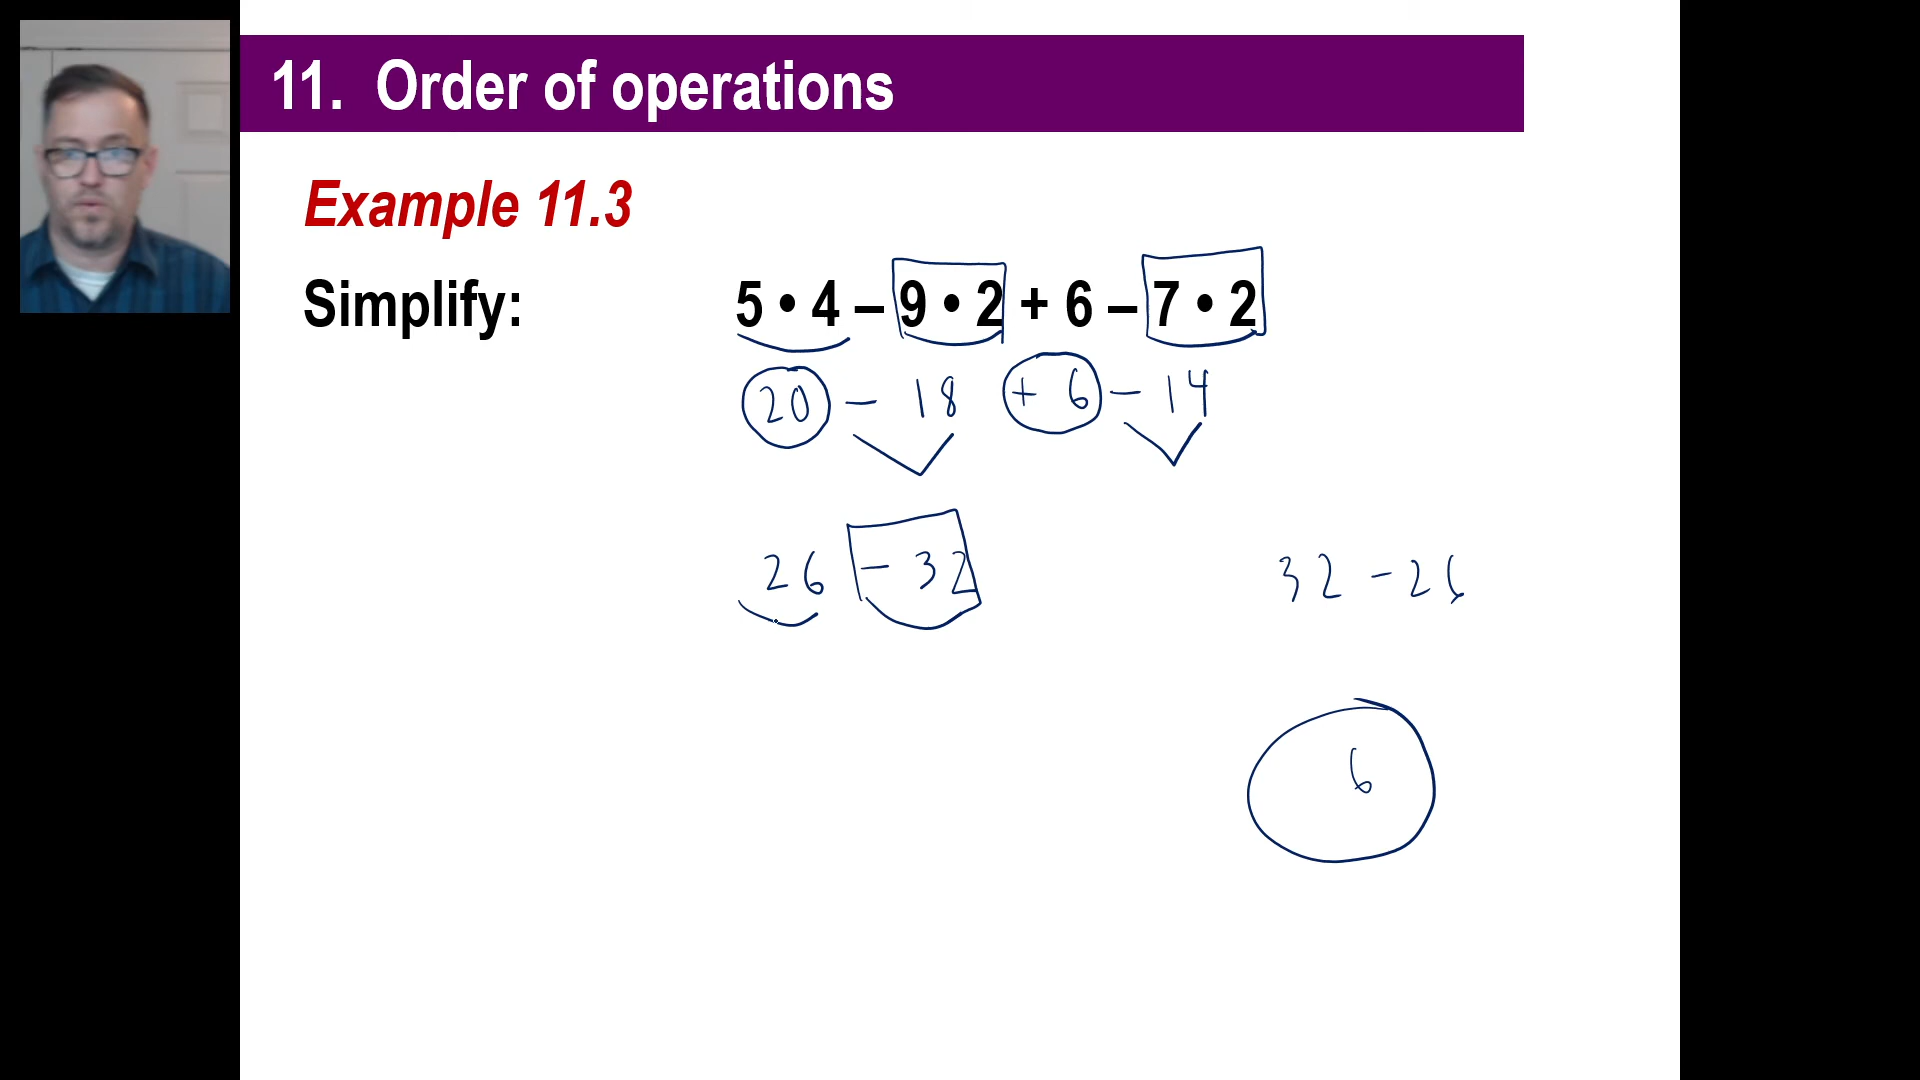 11. Order of operations
Example 11.3
Simplify: 5 • 4 – 9 • 2 + 6 – 7 • 2
20 – 18 + 6 – 14
26 – 32 32 – 26
6